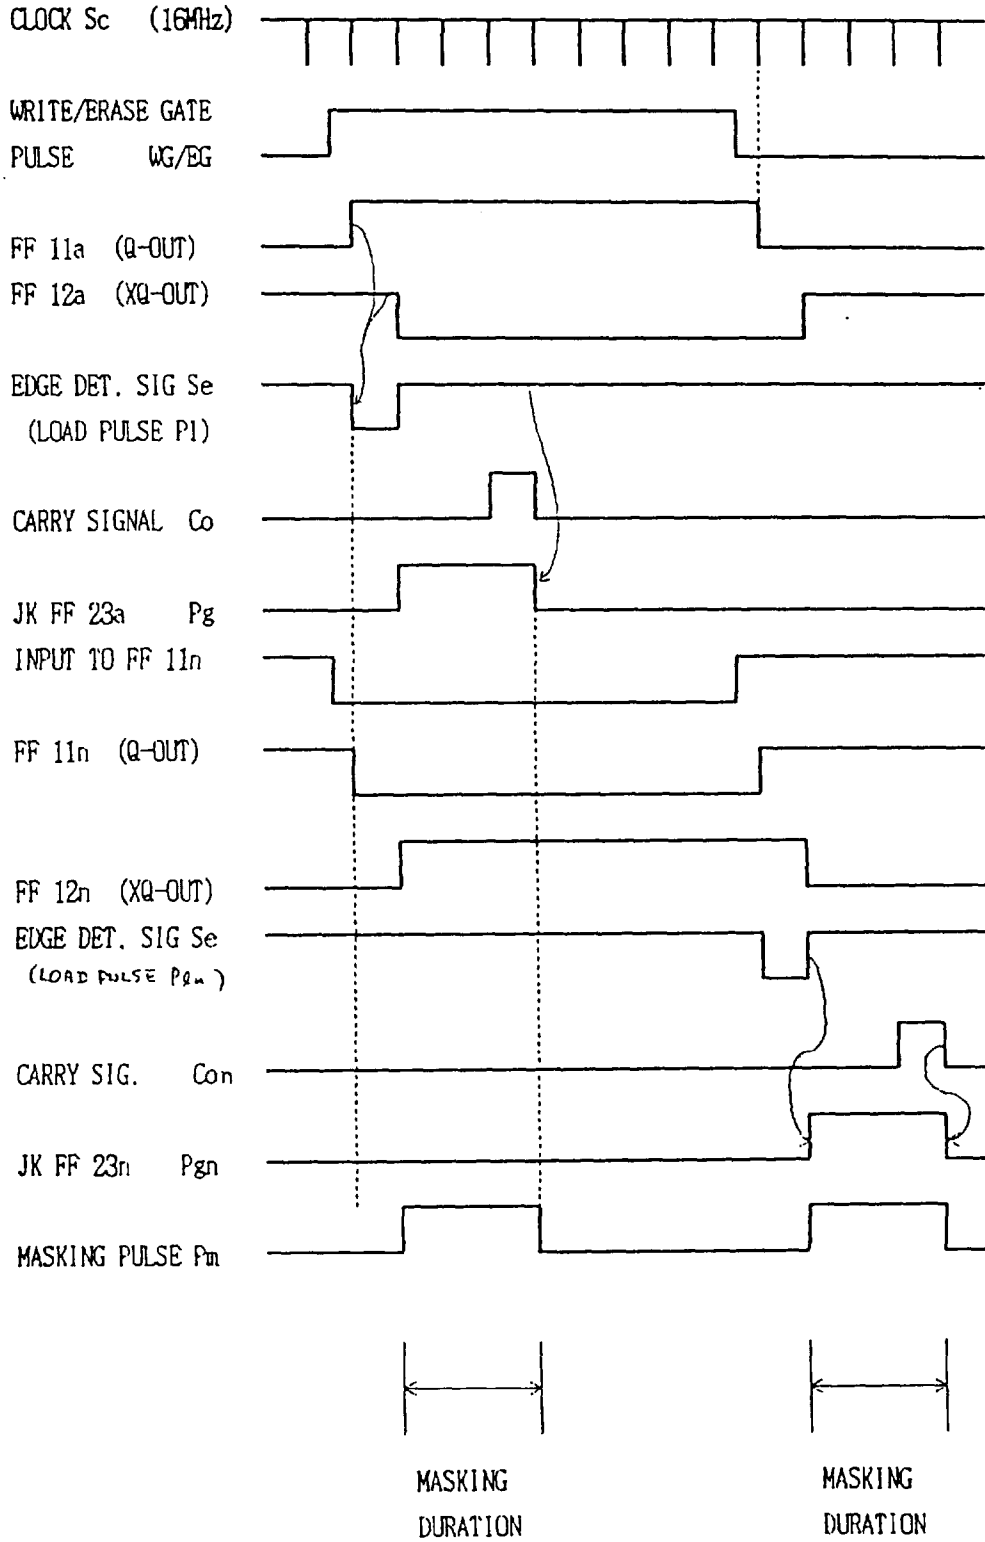 CLOCK Sc (16MHz)
WRITE/ERASE GATE
PULSE WG/EG
FF 11a (Q-OUT)
FF 12a (XQ-OUT)
EDGE DET. SIG Se
(LOAD PULSE Pl)
CARRY SIGNAL Co
JK FF 23a Pg
INPUT TO FF 11n
FF 11n (Q-OUT)
FF 12n (XQ-OUT)
EDGE DET. SIG Se
(LOAD PULSE Pln)
CARRY SIG. Con
JK FF 23n Pgn
MASKING PULSE Pm
MASKING
DURATION
MASKING
DURATION